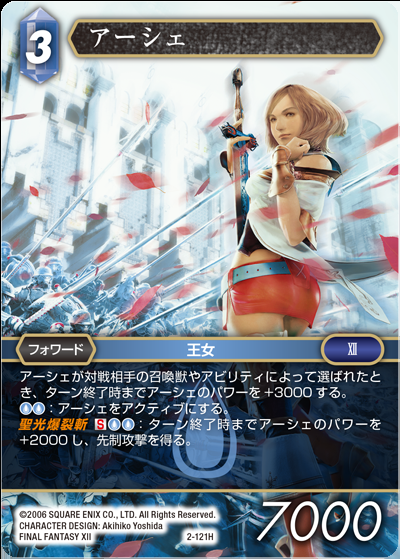 3
アーシェ
フォワード
王女
XII
アーシェが対戦相手の召喚獣やアビリティによって選ばれたと
き、ターン終了時までアーシェのパワーを+3000する。
：アーシェをアクティブにする。
聖光爆裂斬 S：ターン終了時までアーシェのパワーを
+2000し、先制攻撃を得る。
©2006 SQUARE ENIX CO., LTD. All Rights Reserved.
CHARACTER DESIGN: Akihiko Yoshida
FINAL FANTASY XII
2-121H
7000